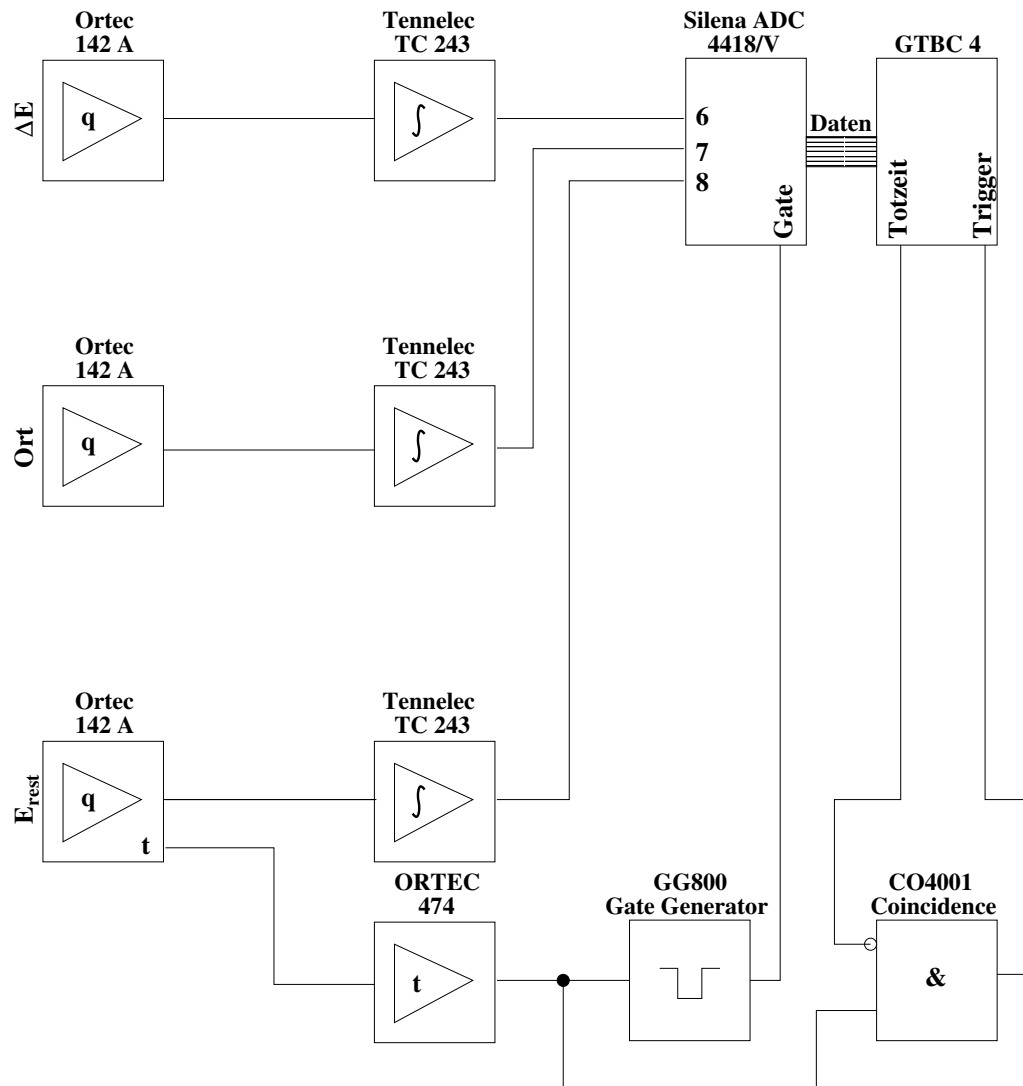 Ortec
142 A
Tennelec
TC 243
Silena ADC
4418/V
GTBC 4
ΔE
q
∫
6
7
8
Gate
Daten
Totzeit
Trigger
Ortec
142 A
Tennelec
TC 243
Ort
q
∫
Ortec
142 A
Tennelec
TC 243
E_rest
q
t
∫
ORTEC
474
t
GG800
Gate Generator
CO4001
Coincidence
&